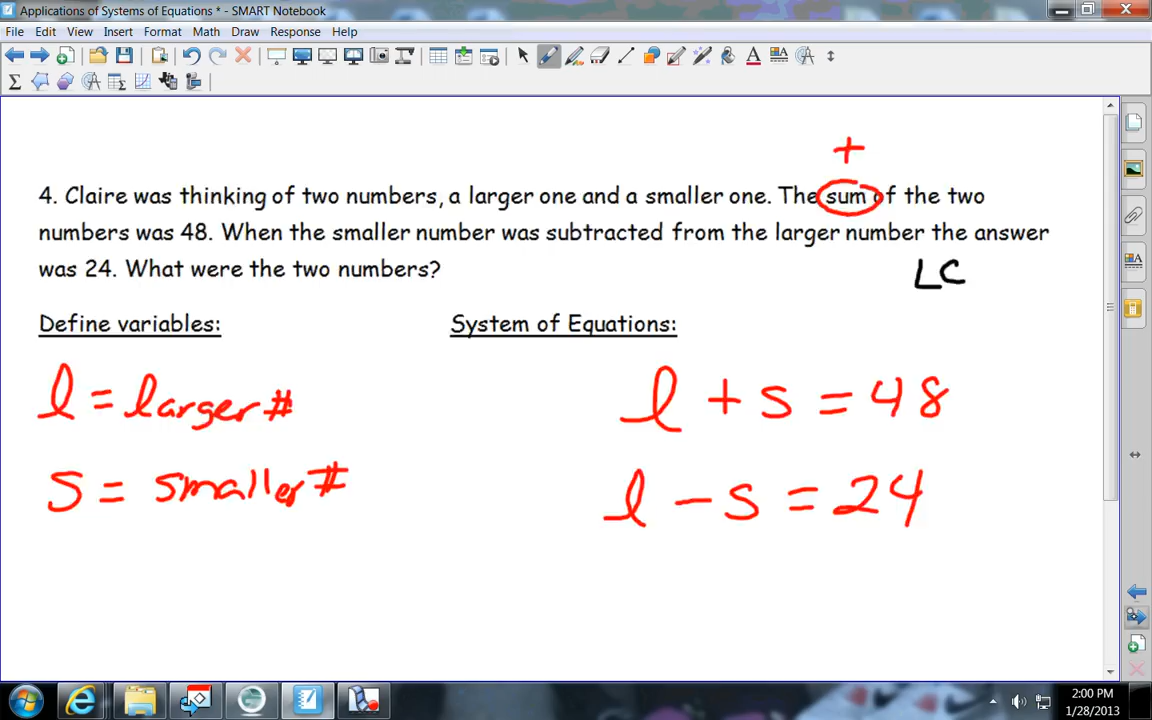 Applications of Systems of Equations * - SMART Notebook
File Edit View Insert Format Math Draw Response Help
+
4. Claire was thinking of two numbers, a larger one and a smaller one. The sum of the two
numbers was 48. When the smaller number was subtracted from the larger number the answer
was 24. What were the two numbers?
LC
Define variables: System of Equations:
l = larger # l + s = 48
s = smaller # l - s = 24
2:00 PM
1/28/2013